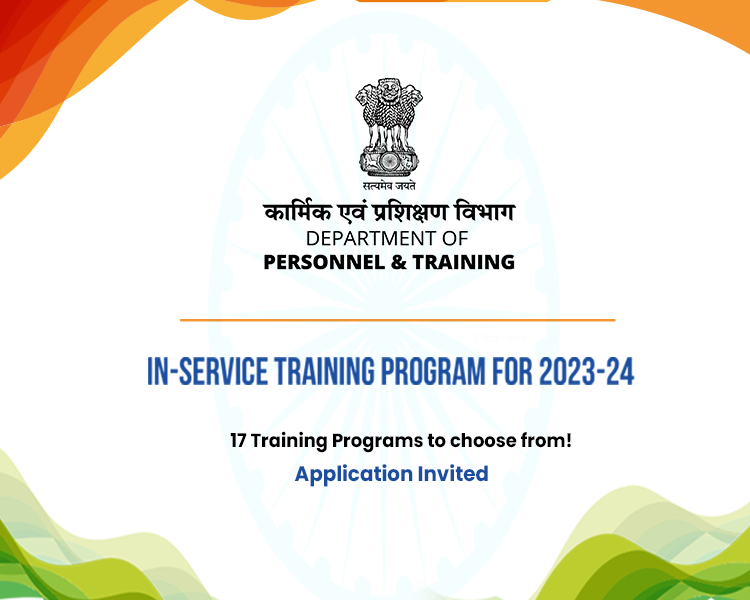 सत्यमेव जयते
कार्मिक एवं प्रशिक्षण विभाग
DEPARTMENT OF
PERSONNEL & TRAINING
IN-SERVICE TRAINING PROGRAM FOR 2023-24
17 Training Programs to choose from!
Application Invited